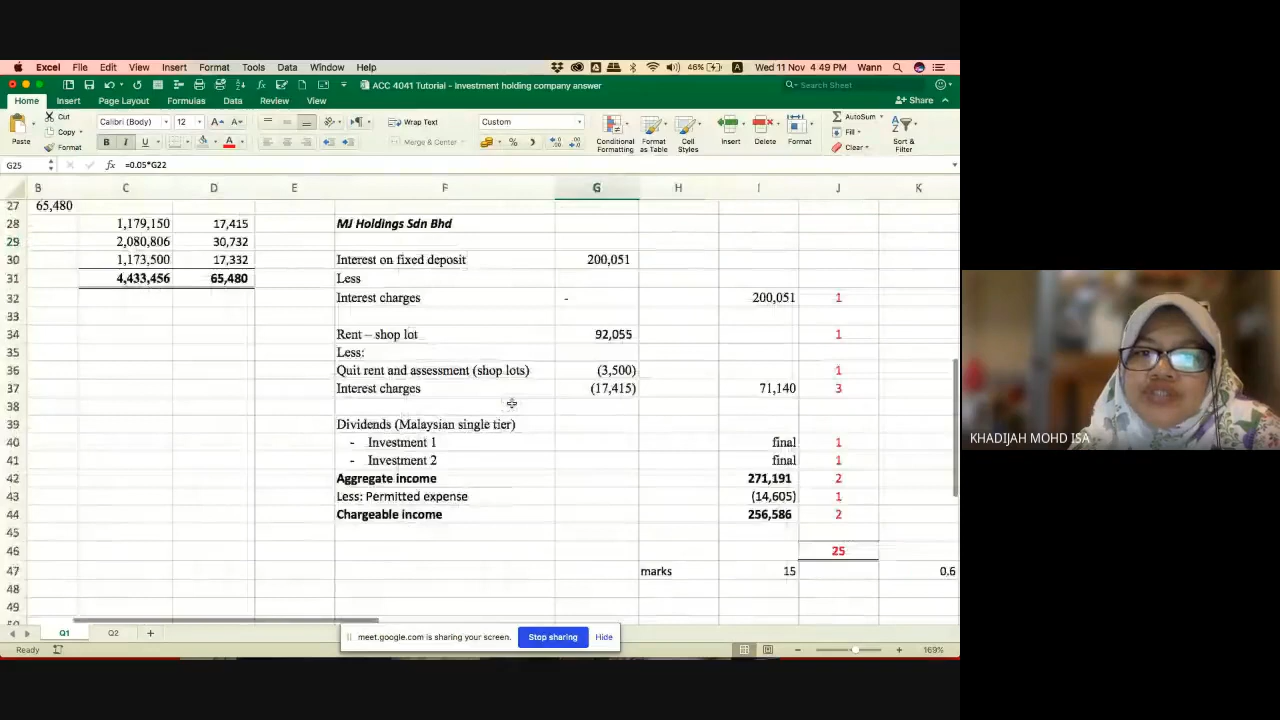 Excel File Edit View Insert Format Tools Data Window Help 46% A Wed 11 Nov 4:49 PM Wann
ACC 4041 Tutorial - Investment holding company answer
Search Sheet
Home Insert Page Layout Formulas Data Review View
Share
Paste
Cut
Copy
Format
Calibri (Body) 12
Wrap Text
Merge & Center
Custom
Conditional Formatting
Format as Table
Cell Styles
Insert
Delete
Format
AutoSum
Fill
Clear
Sort & Filter
G25 fx =0.05*G22
B C D E F G H I J K
27 65,480
28 1,179,150 17,415 MJ Holdings Sdn Bhd
29 2,080,806 30,732
30 1,173,500 17,332 Interest on fixed deposit 200,051
31 4,433,456 65,480 Less
32 Interest charges - 200,051 1
33
34 Rent – shop lot 92,055 1
35 Less:
36 Quit rent and assessment (shop lots) (3,500) 1
37 Interest charges (17,415) 71,140 3
38
39 Dividends (Malaysian single tier)
40 - Investment 1 final 1
41 - Investment 2 final 1
42 Aggregate income 271,191 2
43 Less: Permitted expense (14,605) 1
44 Chargeable income 256,586 2
45
46 25
47 marks 15 0.6
48
49
Q1 Q2 +
meet.google.com is sharing your screen. Stop sharing Hide
Ready 169%
KHADIJAH MOHD ISA